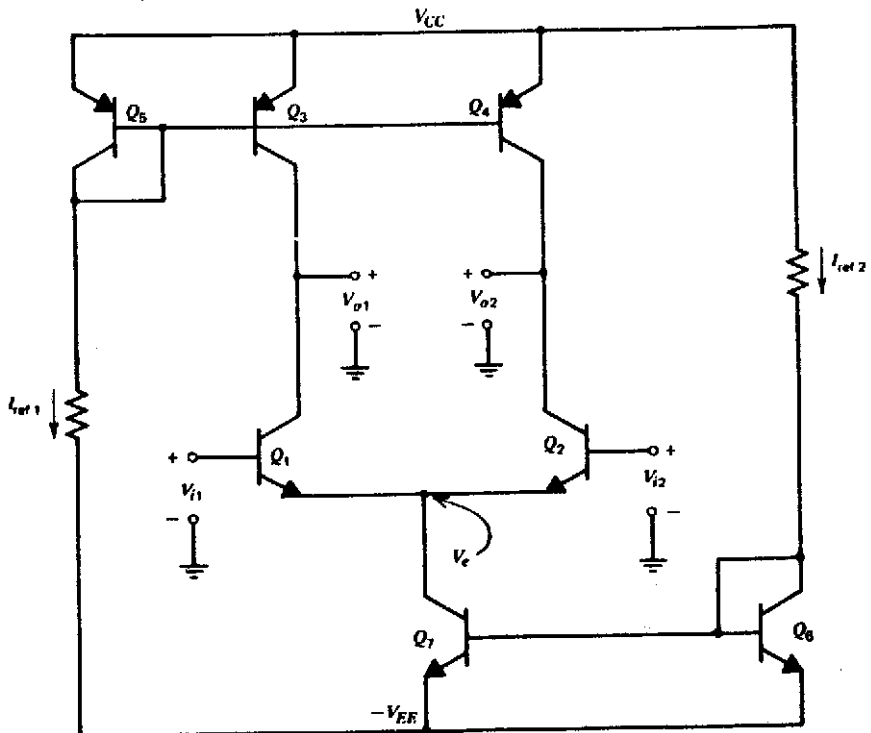 V_CC
Q_5
Q_3
Q_4
I_ref 2
+
+
V_o1
V_o2
−
−
I_ref 1
+
Q_1
Q_2
+
V_i1
V_i2
−
−
V_e
Q_7
Q_6
−V_EE